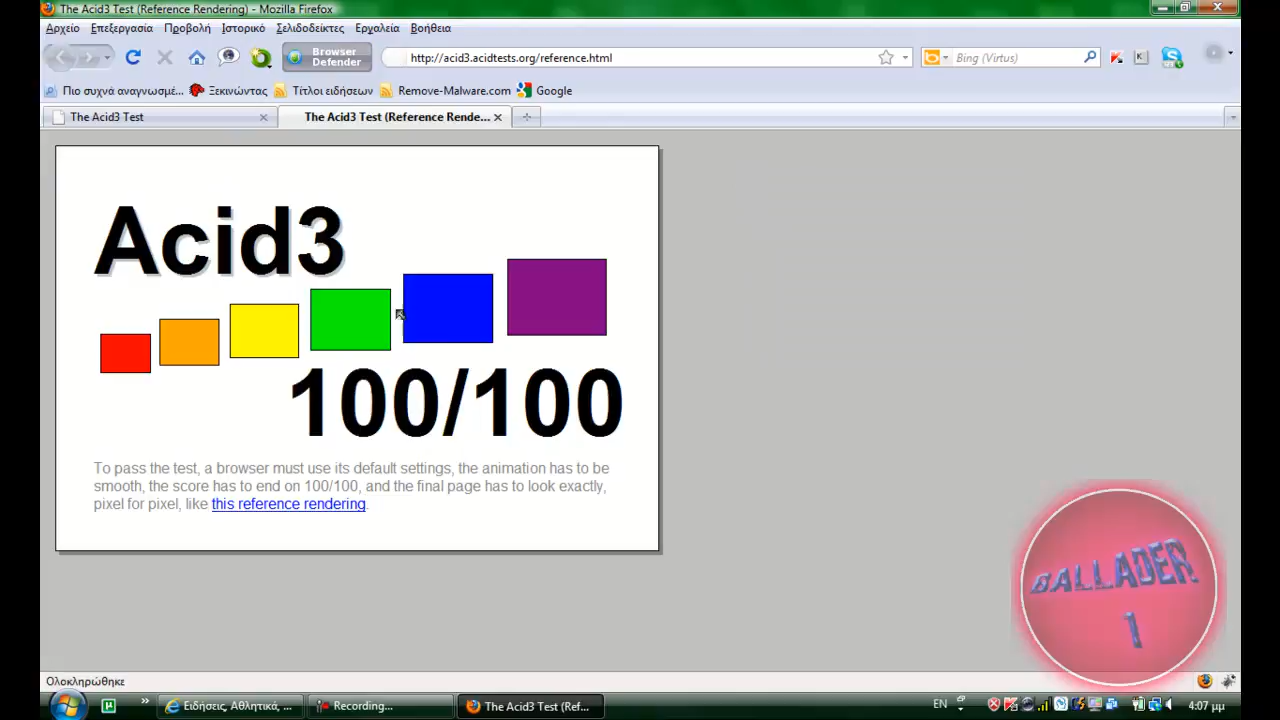 The Acid3 Test (Reference Rendering) - Mozilla Firefox
Αρχείο Επεξεργασία Προβολή Ιστορικό Σελιδοδείκτες Εργαλεία Βοήθεια
Browser Defender
http://acid3.acidtests.org/reference.html
Bing (Virtus)
Πιο συχνά αναγνωσμέ... Ξεκινώντας Τίτλοι ειδήσεων Remove-Malware.com Google
The Acid3 Test
The Acid3 Test (Reference Rende...
Acid3
100/100
To pass the test, a browser must use its default settings, the animation has to be
smooth, the score has to end on 100/100, and the final page has to look exactly,
pixel for pixel, like this reference rendering.
BALLADER
1
Ολοκληρώθηκε
Ειδήσεις, Αθλητικά, ... Recording... The Acid3 Test (Ref... EN 4:07 μμ